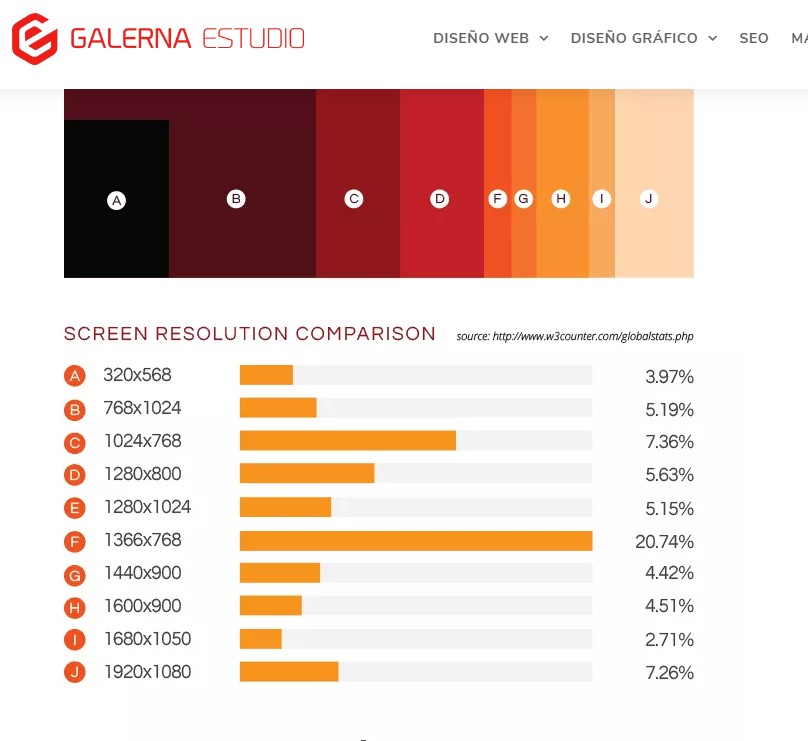 GALERNA ESTUDIO
DISEÑO WEB DISEÑO GRÁFICO SEO MA
A B C D F G H I J
SCREEN RESOLUTION COMPARISON source: http://www.w3counter.com/globalstats.php
A 320x568 3.97%
B 768x1024 5.19%
C 1024x768 7.36%
D 1280x800 5.63%
E 1280x1024 5.15%
F 1366x768 20.74%
G 1440x900 4.42%
H 1600x900 4.51%
I 1680x1050 2.71%
J 1920x1080 7.26%